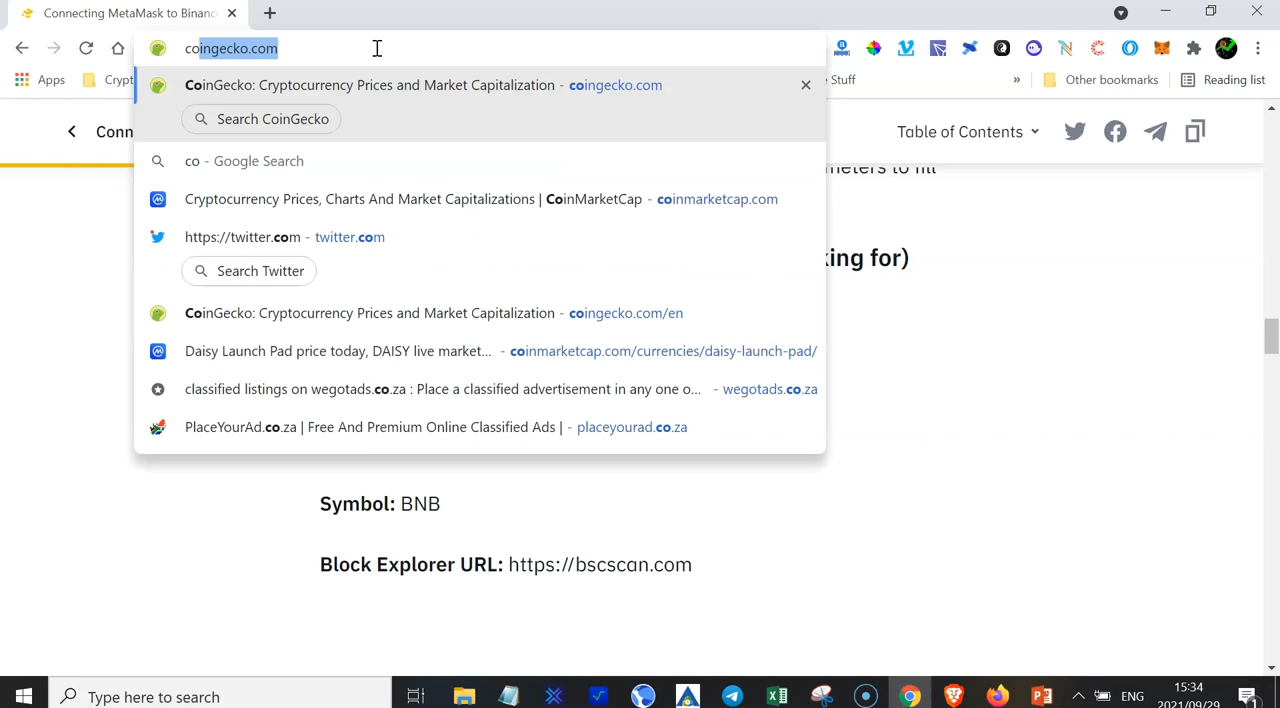 Connecting MetaMask to Binanc
coingecko.com
Apps
Crypt
Stuff
»
Other bookmarks
Reading list
CoinGecko: Cryptocurrency Prices and Market Capitalization - coingecko.com
Search CoinGecko
co - Google Search
Cryptocurrency Prices, Charts And Market Capitalizations | CoinMarketCap - coinmarketcap.com
https://twitter.com - twitter.com
Search Twitter
CoinGecko: Cryptocurrency Prices and Market Capitalization - coingecko.com/en
Daisy Launch Pad price today, DAISY live market... - coinmarketcap.com/currencies/daisy-launch-pad/
classified listings on wegotads.co.za : Place a classified advertisement in any one o... - wegotads.co.za
PlaceYourAd.co.za | Free And Premium Online Classified Ads | - placeyourad.co.za
Conn
Table of Contents
meters to fill
king for)
Symbol: BNB
Block Explorer URL: https://bscscan.com
Type here to search
ENG
15:34
2021/09/29
1